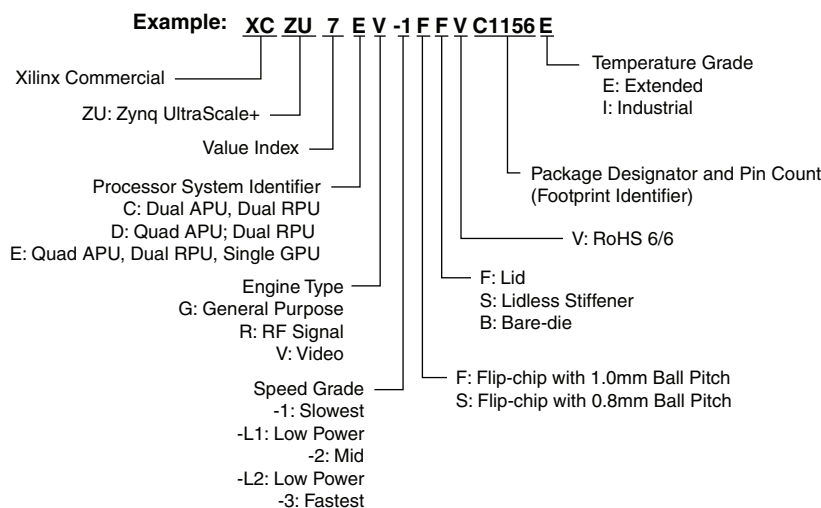 Example: XC ZU 7 E V -1 F F V C1156 E
Xilinx Commercial
ZU: Zynq UltraScale+
Value Index
Processor System Identifier
C: Dual APU, Dual RPU
D: Quad APU; Dual RPU
E: Quad APU, Dual RPU, Single GPU
Engine Type
G: General Purpose
R: RF Signal
V: Video
Speed Grade
-1: Slowest
-L1: Low Power
-2: Mid
-L2: Low Power
-3: Fastest
Temperature Grade
E: Extended
I: Industrial
Package Designator and Pin Count
(Footprint Identifier)
V: RoHS 6/6
F: Lid
S: Lidless Stiffener
B: Bare-die
F: Flip-chip with 1.0mm Ball Pitch
S: Flip-chip with 0.8mm Ball Pitch